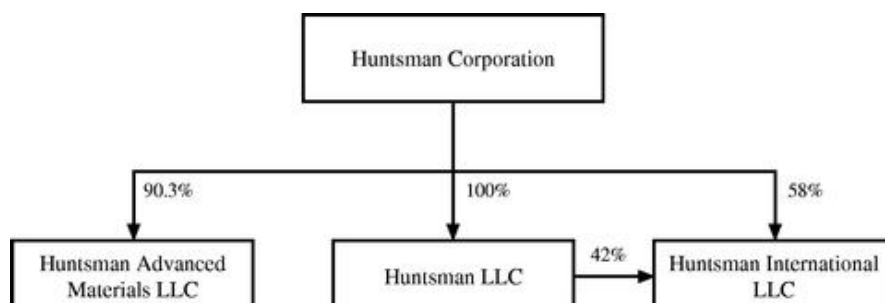 Huntsman Corporation
90.3%
100%
58%
Huntsman Advanced
Materials LLC
Huntsman LLC
42%
Huntsman International
LLC